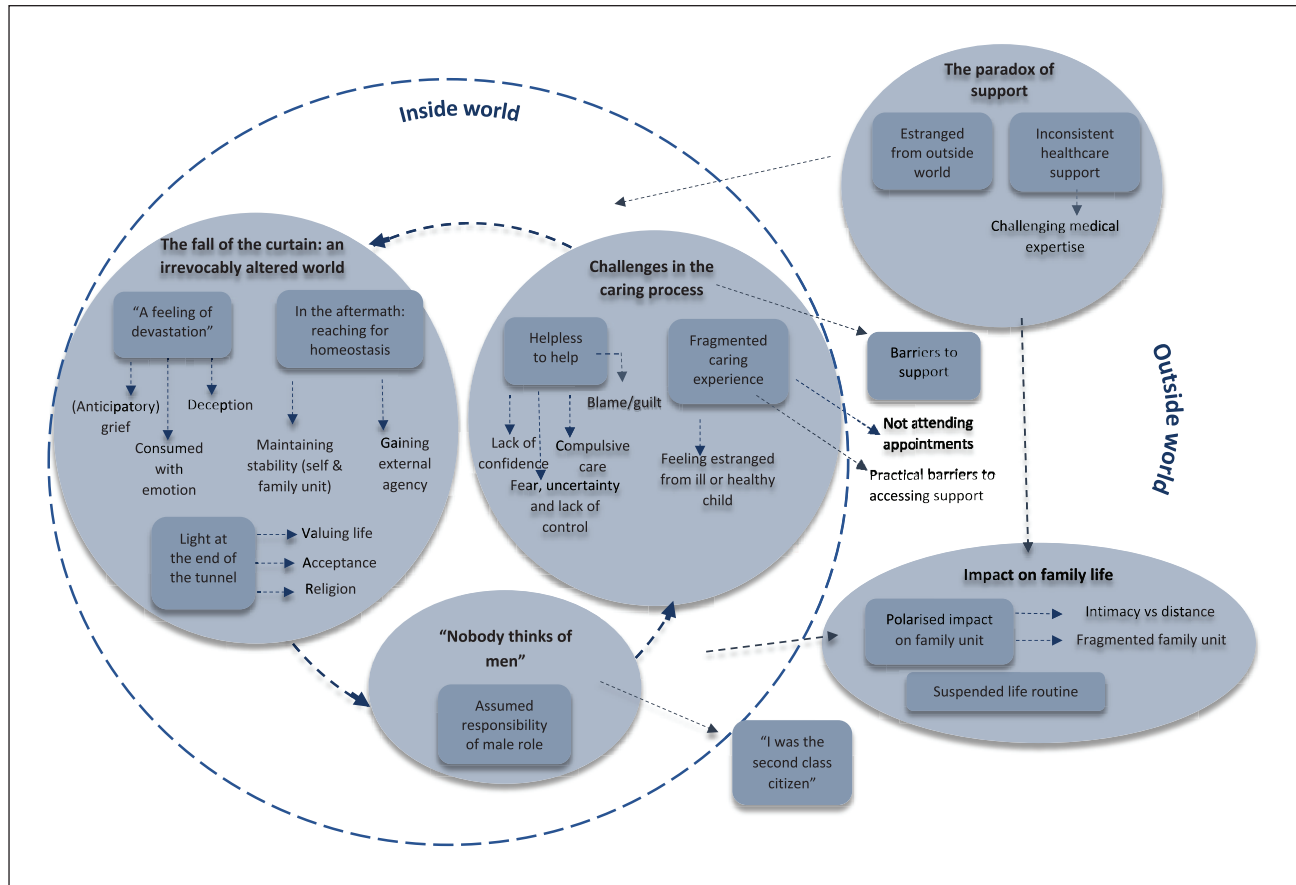 Inside world
The paradox of
support
Estranged
from outside
world
Inconsistent
healthcare
support
Challenging medical
expertise
The fall of the curtain: an
irrevocably altered world
"A feeling of
devastation"
In the aftermath:
reaching for
homeostasis
(Anticipatory)
grief
Deception
Consumed
with
emotion
Maintaining
stability (self &
family unit)
Gaining
external
agency
Light at
the end of
the tunnel
Valuing life
Acceptance
Religion
Challenges in the
caring process
Helpless
to help
Fragmented
caring
experience
Blame/guilt
Lack of
confidence
Compulsive
care
Fear, uncertainty
and lack of
control
Feeling estranged
from ill or healthy
child
Barriers to
support
Not attending
appointments
Practical barriers to
accessing support
Outside world
"Nobody thinks of
men"
Assumed
responsibility
of male role
"I was the
second class
citizen"
Impact on family life
Polarised impact
on family unit
Intimacy vs distance
Fragmented family unit
Suspended life routine